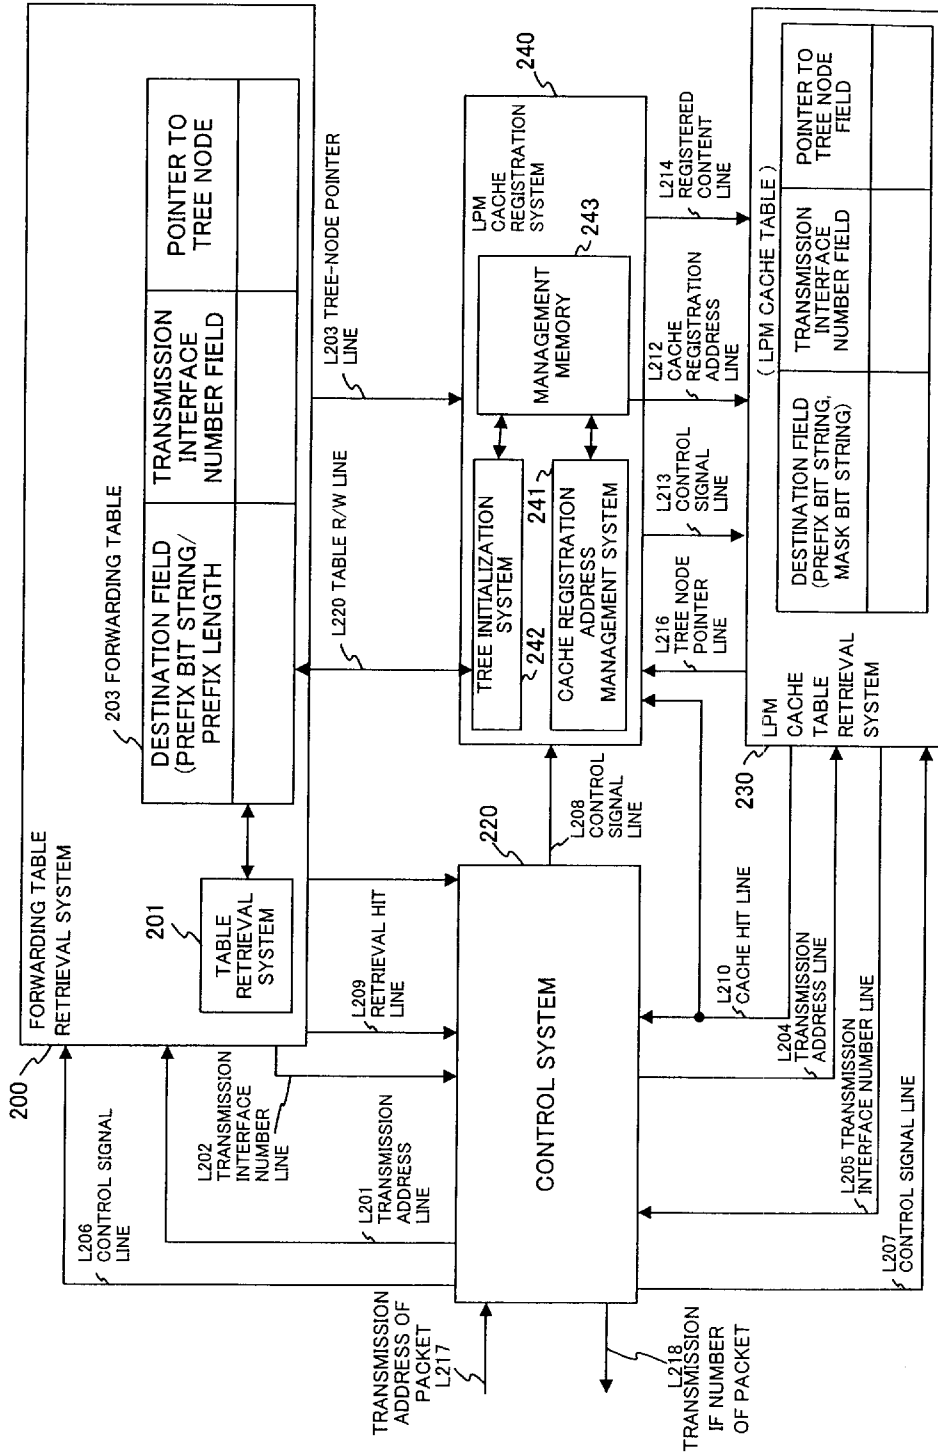 200
FORWARDING TABLE
RETRIEVAL SYSTEM
201
TABLE
RETRIEVAL
SYSTEM
203 FORWARDING TABLE
DESTINATION FIELD
(PREFIX BIT STRING/
PREFIX LENGTH
TRANSMISSION
INTERFACE
NUMBER FIELD
POINTER TO
TREE NODE
L206
CONTROL SIGNAL
LINE
L201
TRANSMISSION
ADDRESS
LINE
L202
TRANSMISSION
INTERFACE
NUMBER
LINE
L209
RETRIEVAL HIT
LINE
L220 TABLE R/W LINE
L203 TREE-NODE POINTER
LINE
TRANSMISSION
ADDRESS OF
PACKET
L217
L218
TRANSMISSION
IF NUMBER
OF PACKET
CONTROL SYSTEM
220
L208
CONTROL
SIGNAL
LINE
240
LPM
CACHE
REGISTRATION
SYSTEM
TREE INITIALIZATION
SYSTEM
242
241
CACHE REGISTRATION
ADDRESS
MANAGEMENT SYSTEM
MANAGEMENT
MEMORY
243
L216
TREE NODE
POINTER
LINE
L213
CONTROL
SIGNAL
LINE
L212
CACHE
REGISTRATION
ADDRESS
LINE
L214
REGISTERED
CONTENT
LINE
L210
CACHE HIT LINE
L204
TRANSMISSION
ADDRESS LINE
L205 TRANSMISSION
INTERFACE NUMBER LINE
L207
CONTROL SIGNAL LINE
230
LPM
CACHE
TABLE
RETRIEVAL
SYSTEM
(LPM CACHE TABLE)
DESTINATION FIELD
(PREFIX BIT STRING,
MASK BIT STRING)
TRANSMISSION
INTERFACE
NUMBER FIELD
POINTER TO
TREE NODE
FIELD